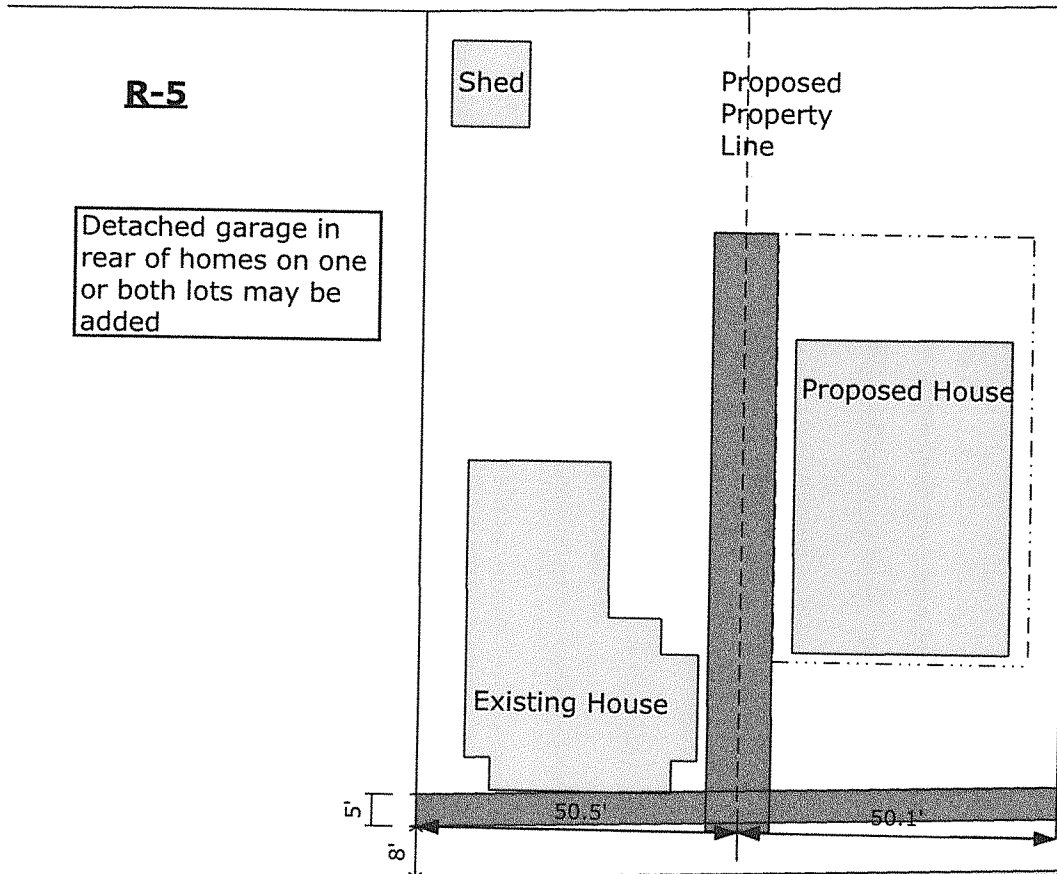 R-5
Shed
Proposed
Property
Line
Detached garage in
rear of homes on one
or both lots may be
added
Proposed House
Existing House
5'
50.5'
50.1'
8'